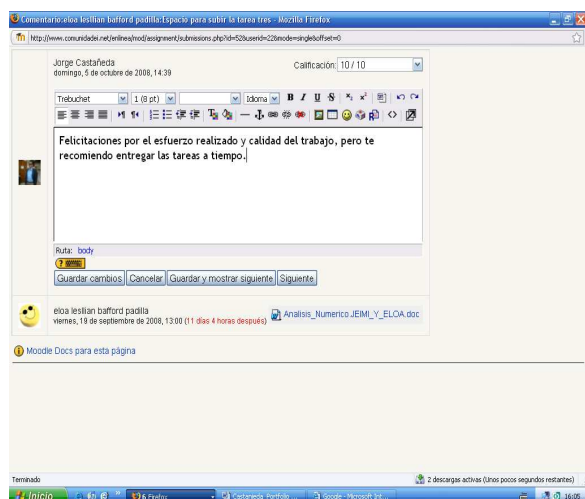 Comentario:eloa lesllian bafford padilla:Espacio para subir la tarea tres - Mozilla Firefox
http://www.comunidadei.net/enlinea/mod/assignment/submissions.php?id=52&userid=22&mode=single&offset=0
Jorge Castañeda
domingo, 5 de octubre de 2008, 14:39
Calificación: 10 / 10
Trebuchet 1 (8 pt) Idioma B I U S
Felicitaciones por el esfuerzo realizado y calidad del trabajo, pero te
recomiendo entregar las tareas a tiempo.
Ruta: body
Guardar cambios Cancelar Guardar y mostrar siguiente Siguiente
eloa lesllian bafford padilla
viernes, 19 de septiembre de 2008, 13:00 (11 días 4 horas después)
Analisis_Numerico.JEIMI_Y_ELOA.doc
Moodle Docs para esta página
Terminado
2 descargas activas (Unos pocos segundos restantes)
Inicio 6 Firefox Castaneda Portfolio ... Google - Microsoft Int... 16:05